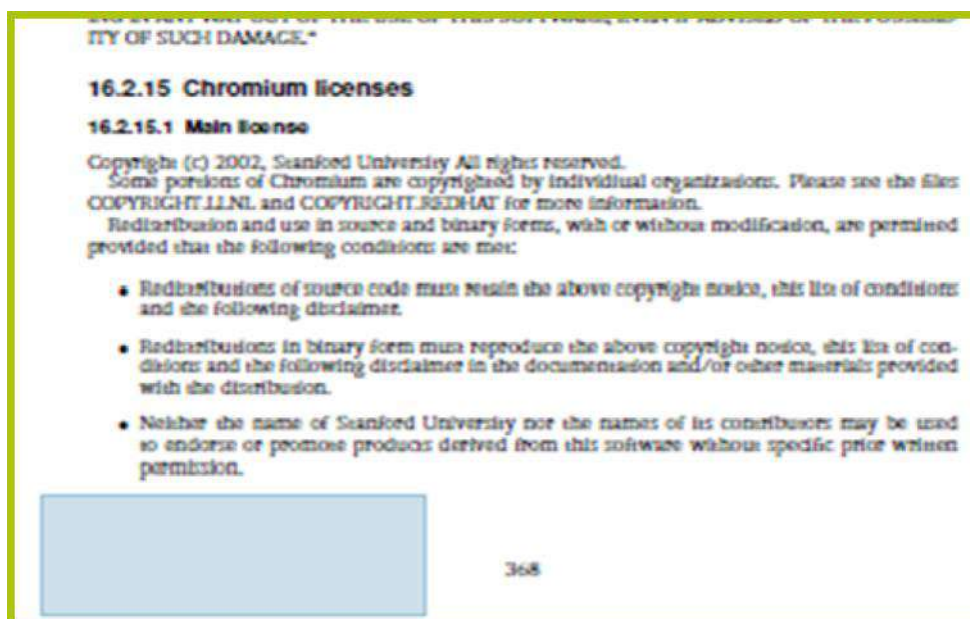 ITY OF SUCH DAMAGE."
16.2.15 Chromium licenses
16.2.15.1 Main license
Copyright (c) 2002, Stanford University All rights reserved.
Some portions of Chromium are copyrighted by individiual organizations. Please see the files
COPYRIGHT.LLNL and COPYRIGHT.REDHAT for more information.
Redistribution and use in source and binary forms, with or without modification, are permitted
provided that the following conditions are met:
• Redistributions of source code must retain the above copyright notice, this list of conditions
and the following disclaimer.
• Redistributions in binary form must reproduce the above copyright notice, this list of con-
ditions and the following disclaimer in the documentation and/or other materials provided
with the distribution.
• Neither the name of Stanford University nor the names of its contributors may be used
to endorse or promote products derived from this software without specific prior written
permission.
368